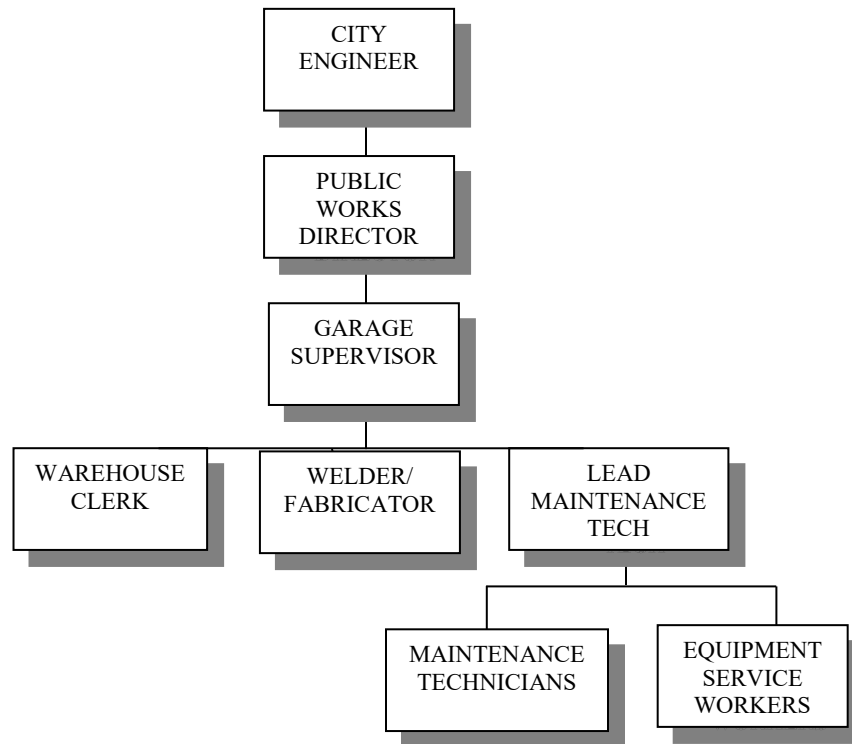 CITY
ENGINEER
PUBLIC
WORKS
DIRECTOR
GARAGE
SUPERVISOR
WAREHOUSE
CLERK
WELDER/
FABRICATOR
LEAD
MAINTENANCE
TECH
MAINTENANCE
TECHNICIANS
EQUIPMENT
SERVICE
WORKERS